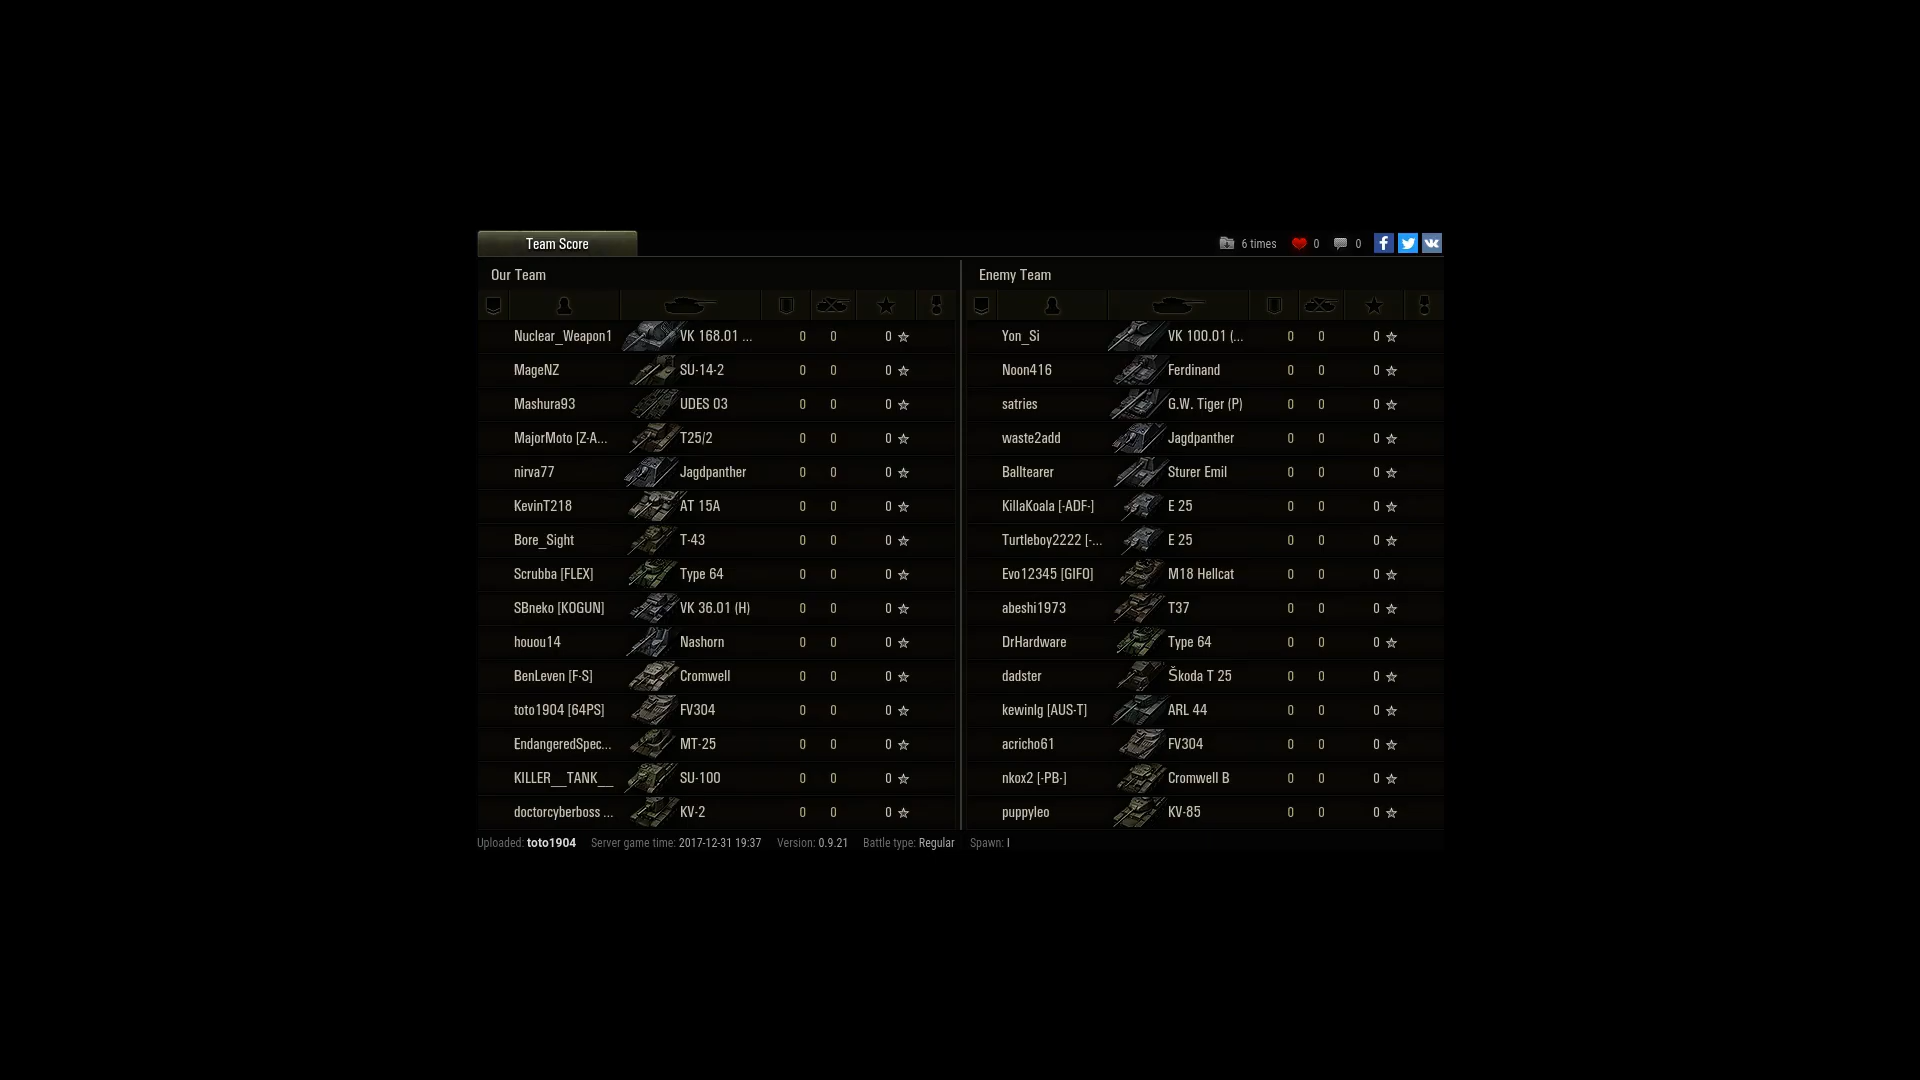 Team Score
6 times 0 0
Our Team
Nuclear_Weapon1 VK 168.01 ... 0 0 0
MageNZ SU-14-2 0 0 0
Mashura93 UDES 03 0 0 0
MajorMoto [Z-A... T25/2 0 0 0
nirva77 Jagdpanther 0 0 0
KevinT218 AT 15A 0 0 0
Bore_Sight T-43 0 0 0
Scrubba [FLEX] Type 64 0 0 0
SBneko [KOGUN] VK 36.01 (H) 0 0 0
houou14 Nashorn 0 0 0
BenLeven [F-S] Cromwell 0 0 0
toto1904 [64PS] FV304 0 0 0
EndangeredSpec... MT-25 0 0 0
KILLER__TANK__ SU-100 0 0 0
doctorcyberboss ... KV-2 0 0 0
Enemy Team
Yon_Si VK 100.01 (... 0 0 0
Noon416 Ferdinand 0 0 0
satries G.W. Tiger (P) 0 0 0
waste2add Jagdpanther 0 0 0
Balltearer Sturer Emil 0 0 0
KillaKoala [-ADF-] E 25 0 0 0
Turtleboy2222 [-... E 25 0 0 0
Evo12345 [GIFO] M18 Hellcat 0 0 0
abeshi1973 T37 0 0 0
DrHardware Type 64 0 0 0
dadster Škoda T 25 0 0 0
kewinlg [AUS-T] ARL 44 0 0 0
acricho61 FV304 0 0 0
nkox2 [-PB-] Cromwell B 0 0 0
puppyleo KV-85 0 0 0
Uploaded: toto1904 Server game time: 2017-12-31 19:37 Version: 0.9.21 Battle type: Regular Spawn: I